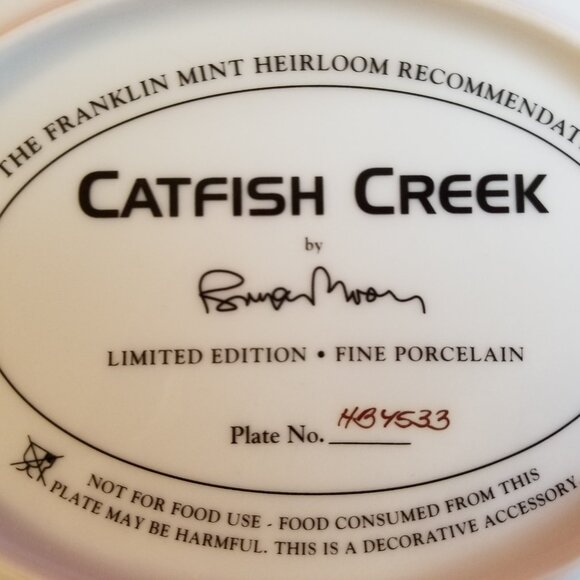 THE FRANKLIN MINT HEIRLOOM RECOMMENDAT
CATFISH CREEK
by
LIMITED EDITION • FINE PORCELAIN
Plate No. HB4533
NOT FOR FOOD USE - FOOD CONSUMED FROM THIS
PLATE MAY BE HARMFUL. THIS IS A DECORATIVE ACCESSORY